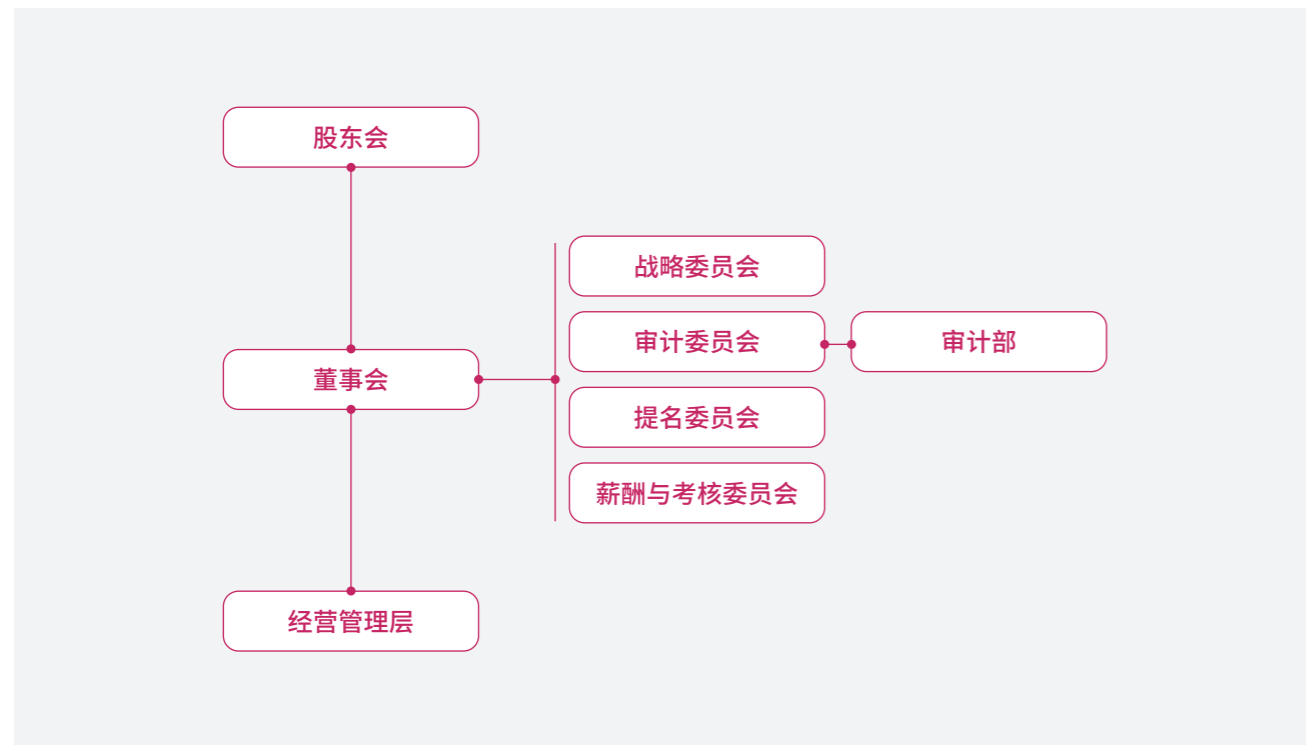 股东会
战略委员会
审计委员会
审计部
董事会
提名委员会
薪酬与考核委员会
经营管理层